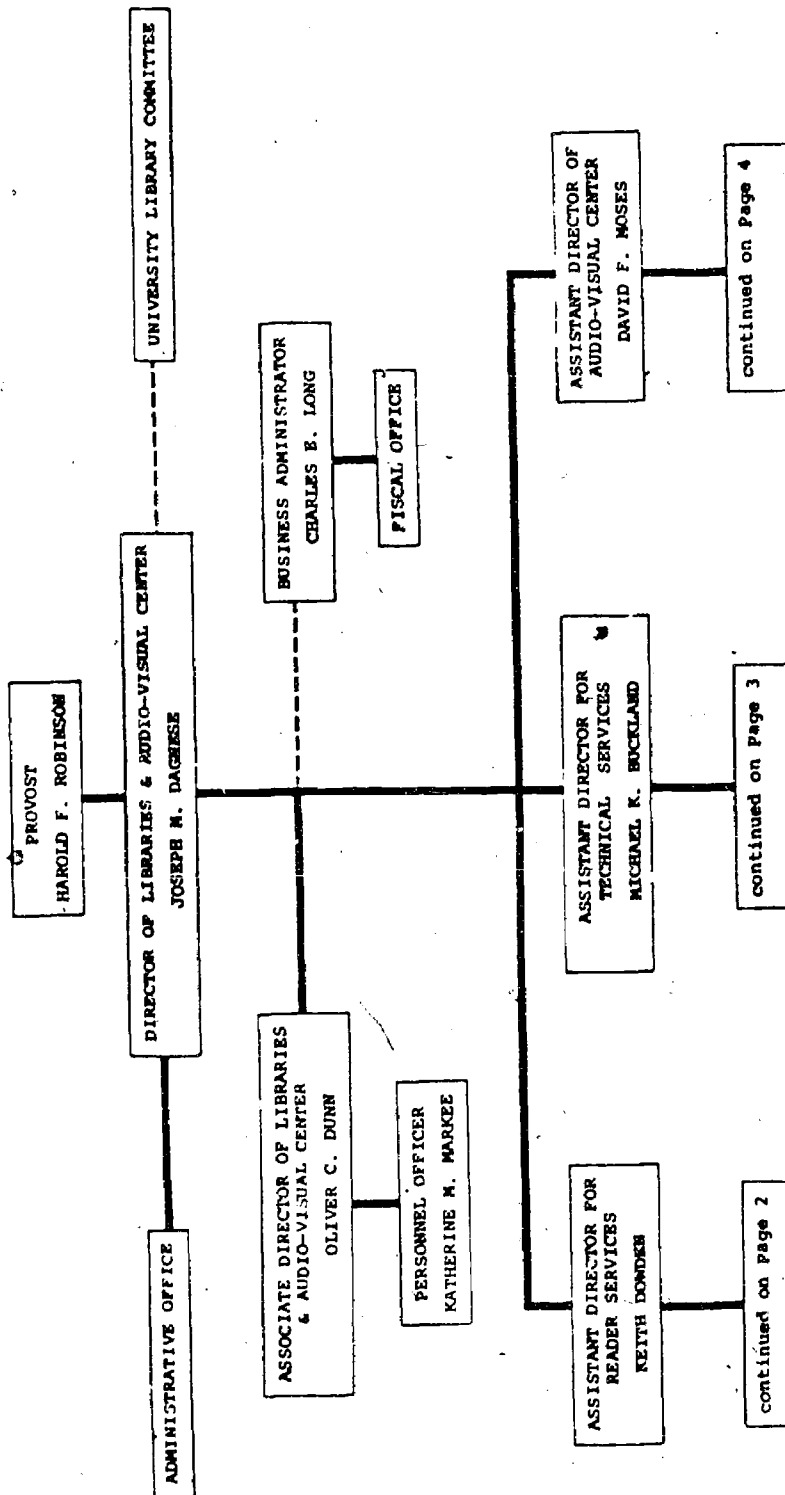 PROVOST
HAROLD F. ROBINSON
ADMINISTRATIVE OFFICE
DIRECTOR OF LIBRARIES & AUDIO-VISUAL CENTER
JOSEPH M. DAGNESE
UNIVERSITY LIBRARY COMMITTEE
ASSOCIATE DIRECTOR OF LIBRARIES
& AUDIO-VISUAL CENTER
OLIVER C. DUNN
BUSINESS ADMINISTRATOR
CHARLES E. LONG
PERSONNEL OFFICER
KATHERINE M. MARKEE
FISCAL OFFICE
ASSISTANT DIRECTOR FOR
READER SERVICES
KEITH DOWDEN
ASSISTANT DIRECTOR FOR
TECHNICAL SERVICES
MICHAEL K. BUCKLAND
ASSISTANT DIRECTOR OF
AUDIO-VISUAL CENTER
DAVID F. MOSES
continued on Page 2
continued on Page 3
continued on Page 4